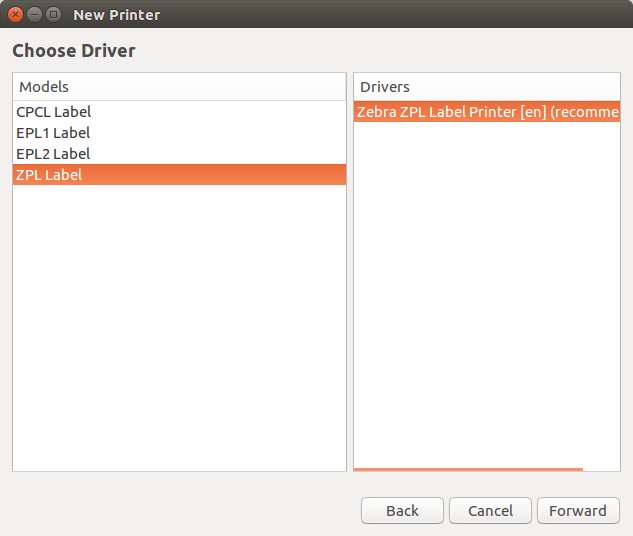 New Printer
Choose Driver
Models
CPCL Label
EPL1 Label
EPL2 Label
ZPL Label
Drivers
Zebra ZPL Label Printer [en] (recomme
Back
Cancel
Forward